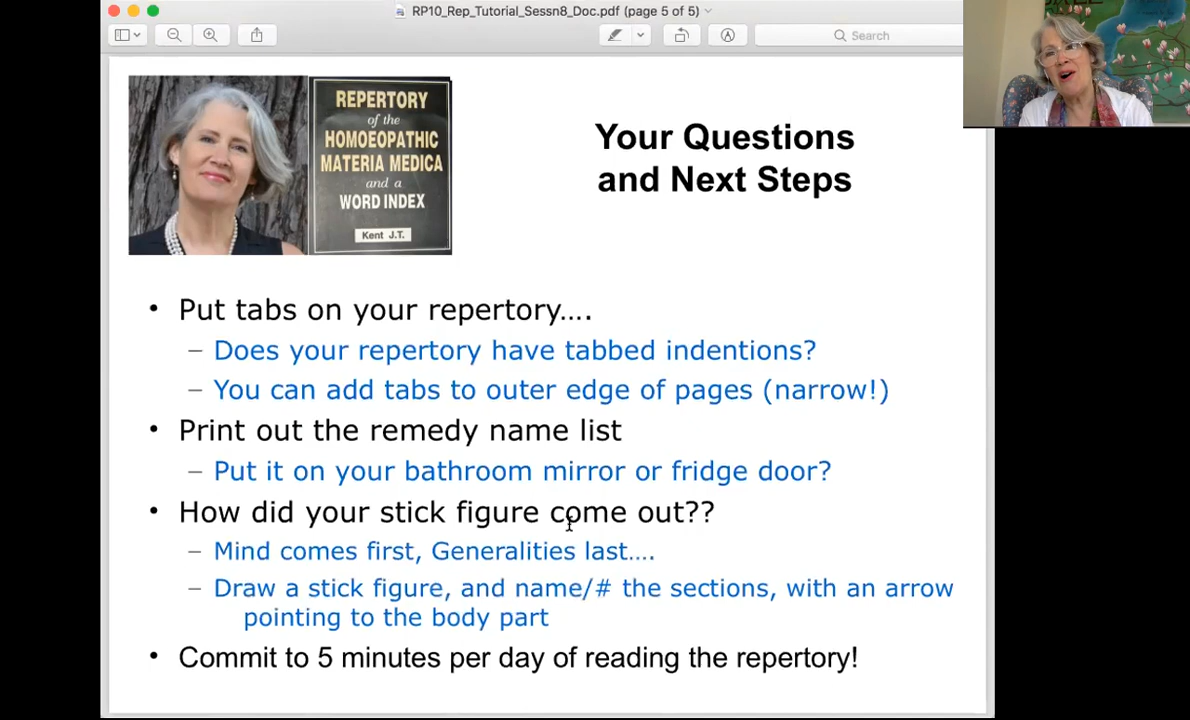 RP10_Rep_Tutorial_Sessn8_Doc.pdf (page 5 of 5)
Search
REPERTORY
of the
HOMOEOPATHIC
MATERIA MEDICA
and a
WORD INDEX
Kent J.T.
Your Questions
and Next Steps
• Put tabs on your repertory….
– Does your repertory have tabbed indentions?
– You can add tabs to outer edge of pages (narrow!)
• Print out the remedy name list
– Put it on your bathroom mirror or fridge door?
• How did your stick figure come out??
– Mind comes first, Generalities last….
– Draw a stick figure, and name/# the sections, with an arrow
pointing to the body part
• Commit to 5 minutes per day of reading the repertory!